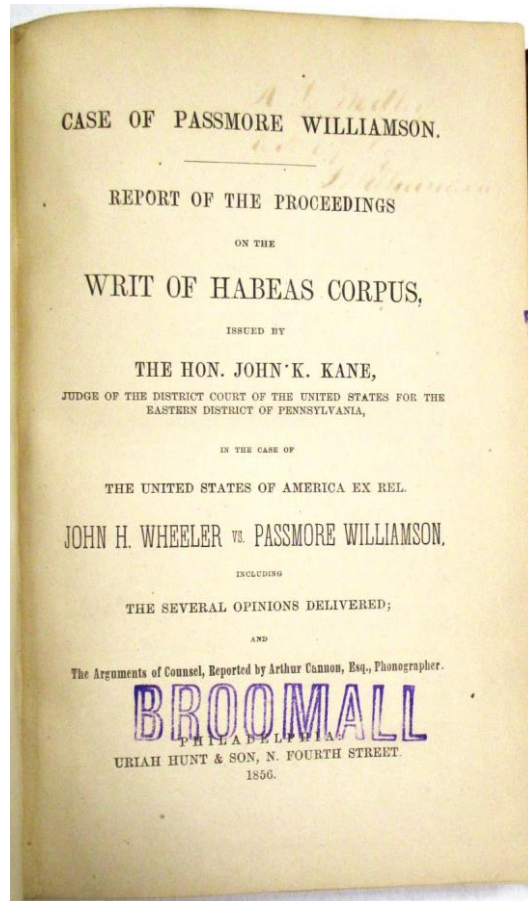 CASE OF PASSMORE WILLIAMSON.
REPORT OF THE PROCEEDINGS
ON THE
WRIT OF HABEAS CORPUS,
ISSUED BY
THE HON. JOHN K. KANE,
JUDGE OF THE DISTRICT COURT OF THE UNITED STATES FOR THE
EASTERN DISTRICT OF PENNSYLVANIA,
IN THE CASE OF
THE UNITED STATES OF AMERICA EX REL.
JOHN H. WHEELER VS. PASSMORE WILLIAMSON,
INCLUDING
THE SEVERAL OPINIONS DELIVERED;
AND
The Arguments of Counsel, Reported by Arthur Cannon, Esq., Phonographer.
BROOMALL
PHILADELPHIA:
URIAH HUNT & SON, N. FOURTH STREET.
1856.